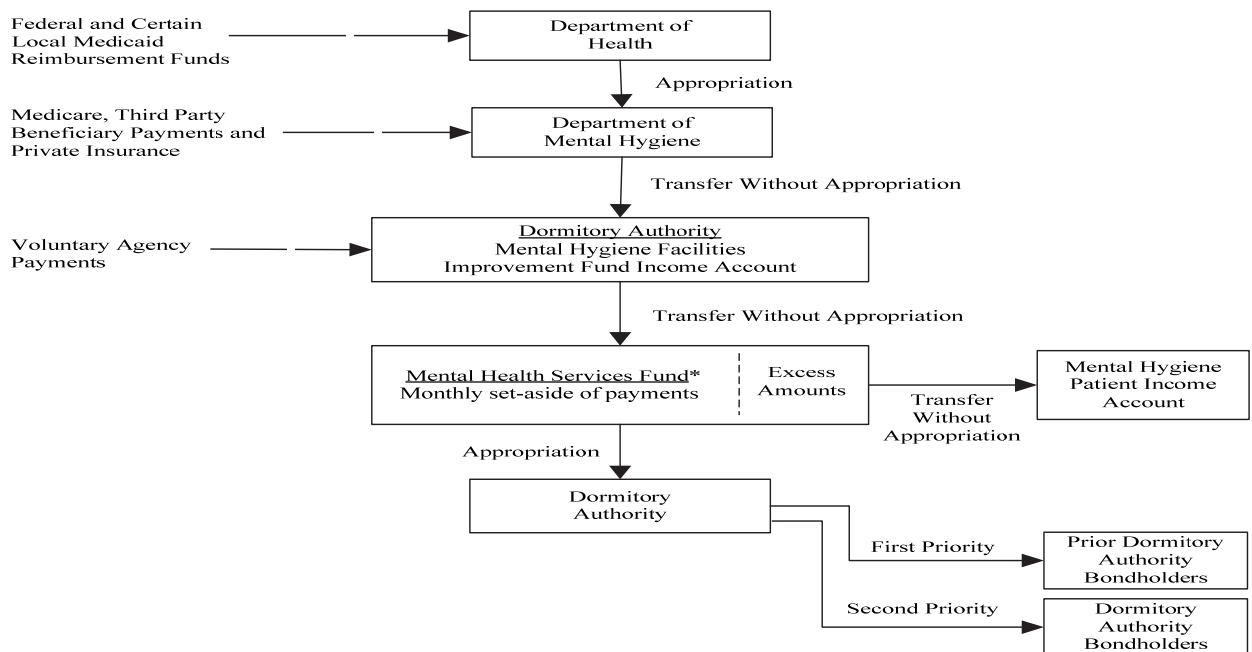 Federal and Certain
Local Medicaid
Reimbursement Funds
Department of
Health
Appropriation
Medicare, Third Party
Beneficiary Payments and
Private Insurance
Department of
Mental Hygiene
Transfer Without Appropriation
Voluntary Agency
Payments
Dormitory Authority
Mental Hygiene Facilities
Improvement Fund Income Account
Transfer Without Appropriation
Mental Health Services Fund*
Monthly set-aside of payments
Excess
Amounts
Transfer
Without
Appropriation
Mental Hygiene
Patient Income
Account
Appropriation
Dormitory
Authority
First Priority
Prior Dormitory
Authority
Bondholders
Second Priority
Dormitory
Authority
Bondholders